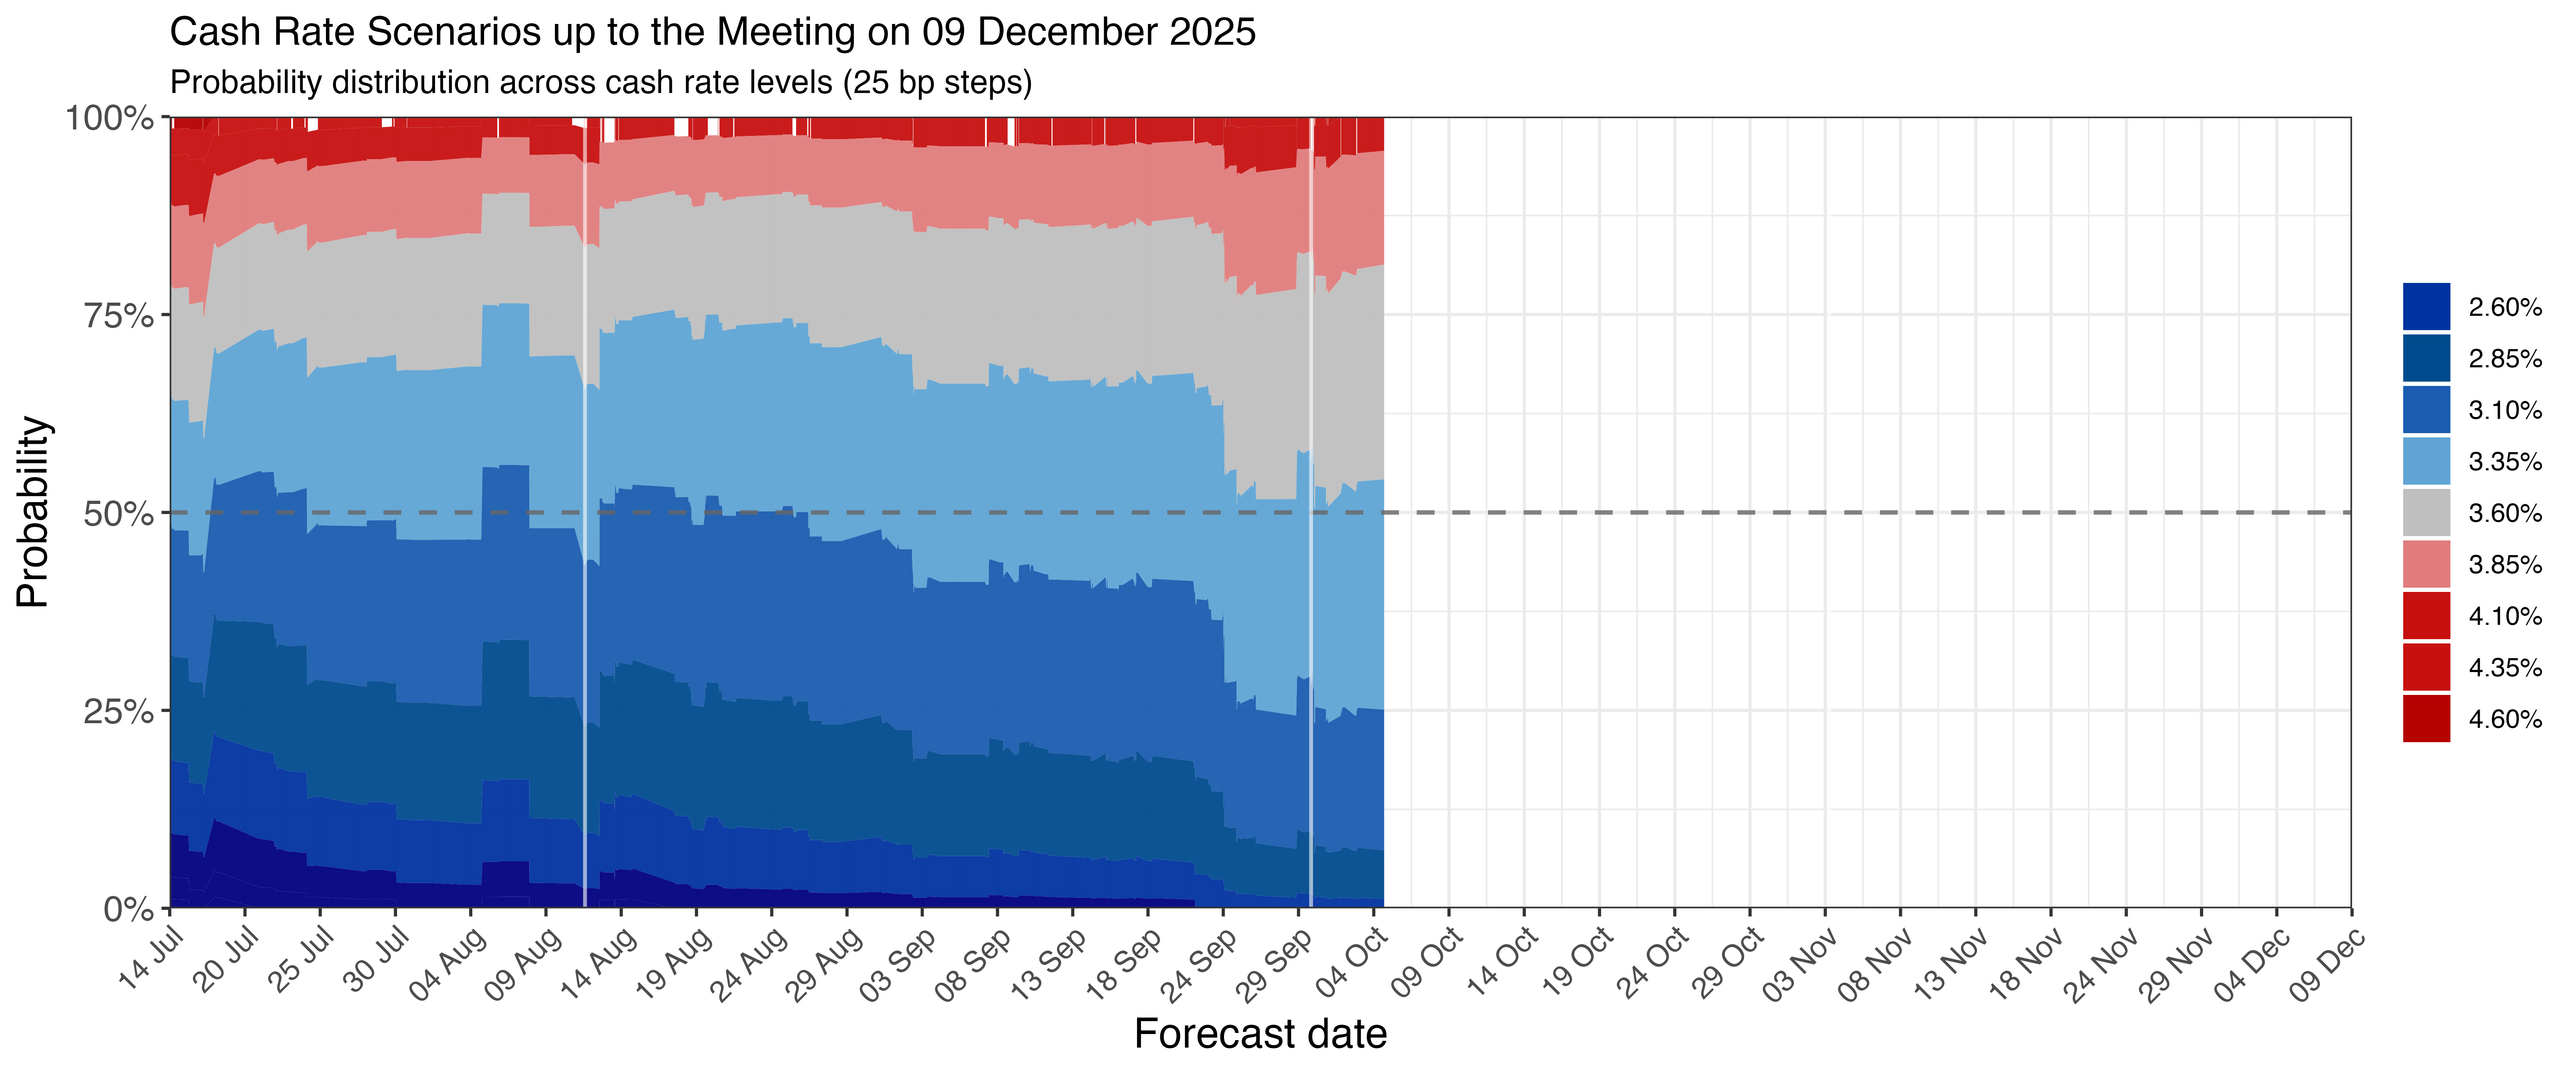 Cash Rate Scenarios up to the Meeting on 09 December 2025
Probability distribution across cash rate levels (25 bp steps)
Probability
100%
75%
50%
25%
0%
14 Jul
20 Jul
25 Jul
30 Jul
04 Aug
09 Aug
14 Aug
19 Aug
24 Aug
29 Aug
03 Sep
08 Sep
13 Sep
18 Sep
24 Sep
29 Sep
04 Oct
09 Oct
14 Oct
19 Oct
24 Oct
29 Oct
03 Nov
08 Nov
13 Nov
18 Nov
24 Nov
29 Nov
04 Dec
09 Dec
Forecast date
2.60%
2.85%
3.10%
3.35%
3.60%
3.85%
4.10%
4.35%
4.60%